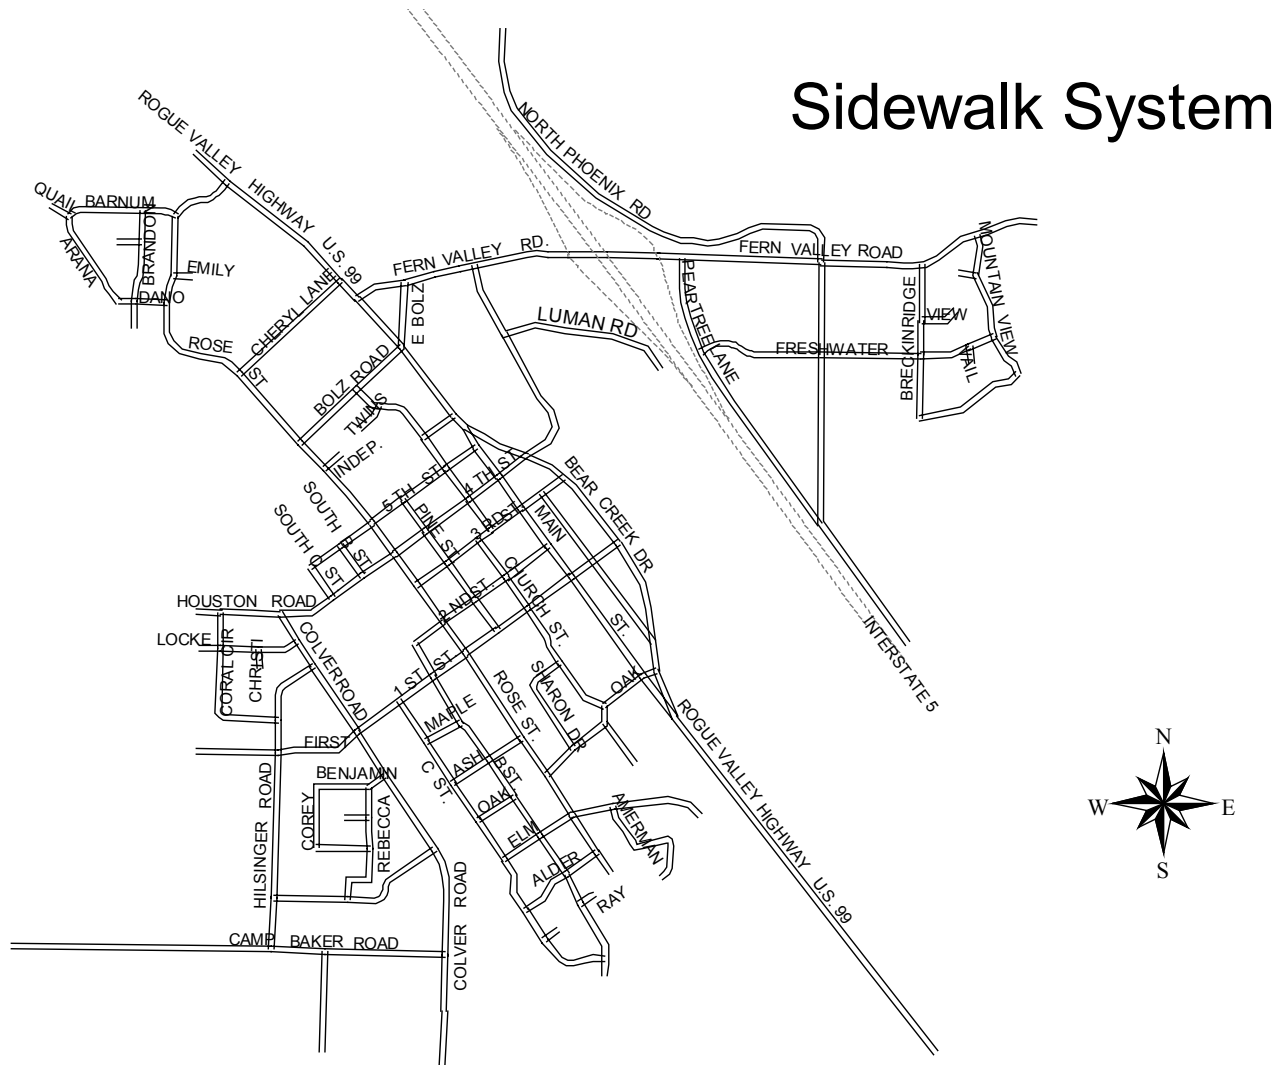 Sidewalk System
ROGUE VALLEY HIGHWAY U.S. 99
NORTH PHOENIX RD
QUAIL
BARNUM
BRANDON
ARANA
EMILY
DANO
FERN VALLEY RD.
FERN VALLEY ROAD
MOUNTAIN VIEW
PEARTREE LANE
BRECKINRIDGE
VIEW
FRESHWATER
CHERYL LANE
E BOLZ
LUMAN RD
ROSE ST
BOLZ ROAD
TWINS
INDEP.
SOUTH B ST
SOUTH C ST
5 TH ST
4 TH ST
PINE ST
3 RD ST
MAIN ST.
BEAR CREEK DR
2 ND ST.
CHURCH ST.
HOUSTON ROAD
LOCKE
CORAL CIR
CHRISTI
COLVER ROAD
1 ST ST
ROSE ST.
SHARON DR
OAK
INTERSTATE 5
MAPLE
FIRST
C ST.
ASH
B ST
OAK
ELM
AMERMAN
ALDER
RAY
BENJAMIN
COREY
REBECCA
HILSINGER ROAD
ROGUE VALLEY HIGHWAY U.S. 99
CAMP BAKER ROAD
COLVER ROAD
N
W
E
S